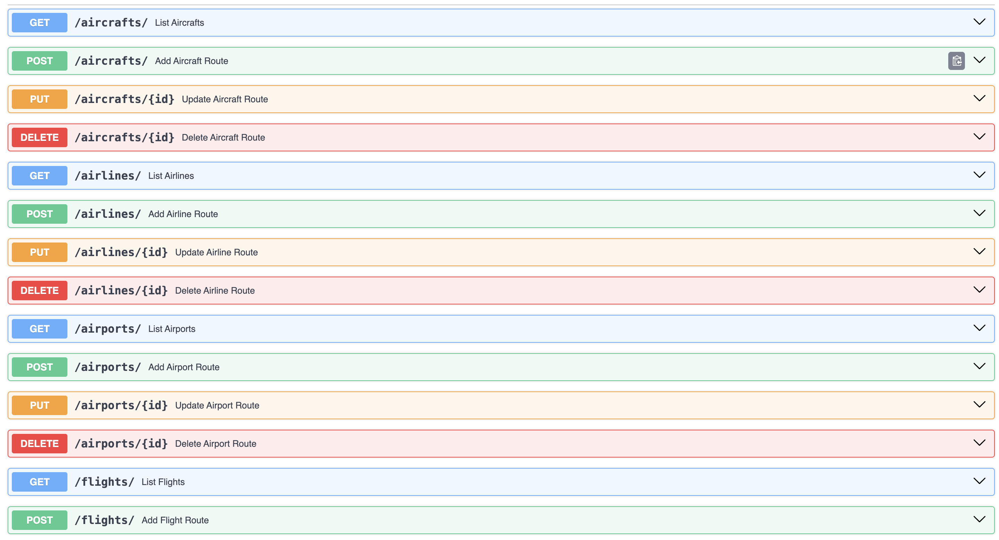 GET /aircrafts/ List Aircrafts
POST /aircrafts/ Add Aircraft Route
PUT /aircrafts/{id} Update Aircraft Route
DELETE /aircrafts/{id} Delete Aircraft Route
GET /airlines/ List Airlines
POST /airlines/ Add Airline Route
PUT /airlines/{id} Update Airline Route
DELETE /airlines/{id} Delete Airline Route
GET /airports/ List Airports
POST /airports/ Add Airport Route
PUT /airports/{id} Update Airport Route
DELETE /airports/{id} Delete Airport Route
GET /flights/ List Flights
POST /flights/ Add Flight Route